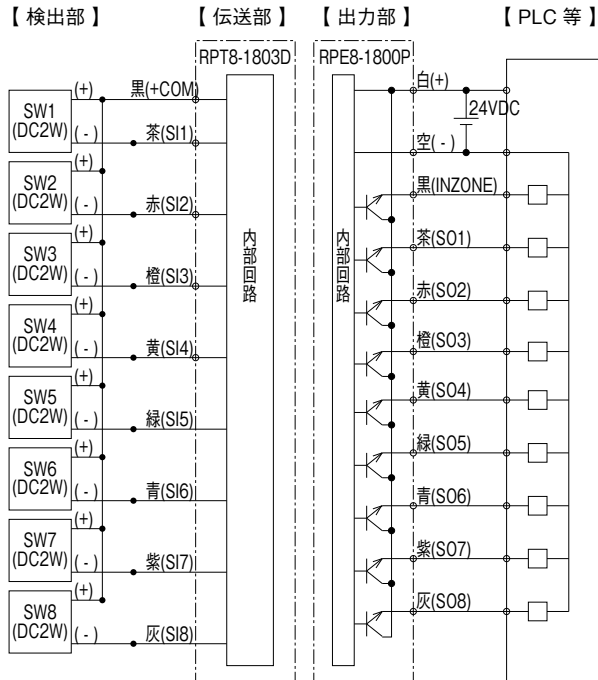 【 検出部 】 【 伝送部 】 【 出力部 】 【 PLC 等 】
RPT8-1803D RPE8-1800P
SW1
(DC2W)
(+)
黒(+COM)
( - )
茶(SI1)
SW2
(DC2W)
(+)
( - )
赤(SI2)
SW3
(DC2W)
(+)
( - )
橙(SI3)
SW4
(DC2W)
(+)
( - )
黄(SI4)
SW5
(DC2W)
(+)
( - )
緑(SI5)
SW6
(DC2W)
(+)
( - )
青(SI6)
SW7
(DC2W)
(+)
( - )
紫(SI7)
SW8
(DC2W)
(+)
( - )
灰(SI8)
内部回路
内部回路
白(+)
24VDC
空( - )
黒(INZONE)
茶(SO1)
赤(SO2)
橙(SO3)
黄(SO4)
緑(SO5)
青(SO6)
紫(SO7)
灰(SO8)